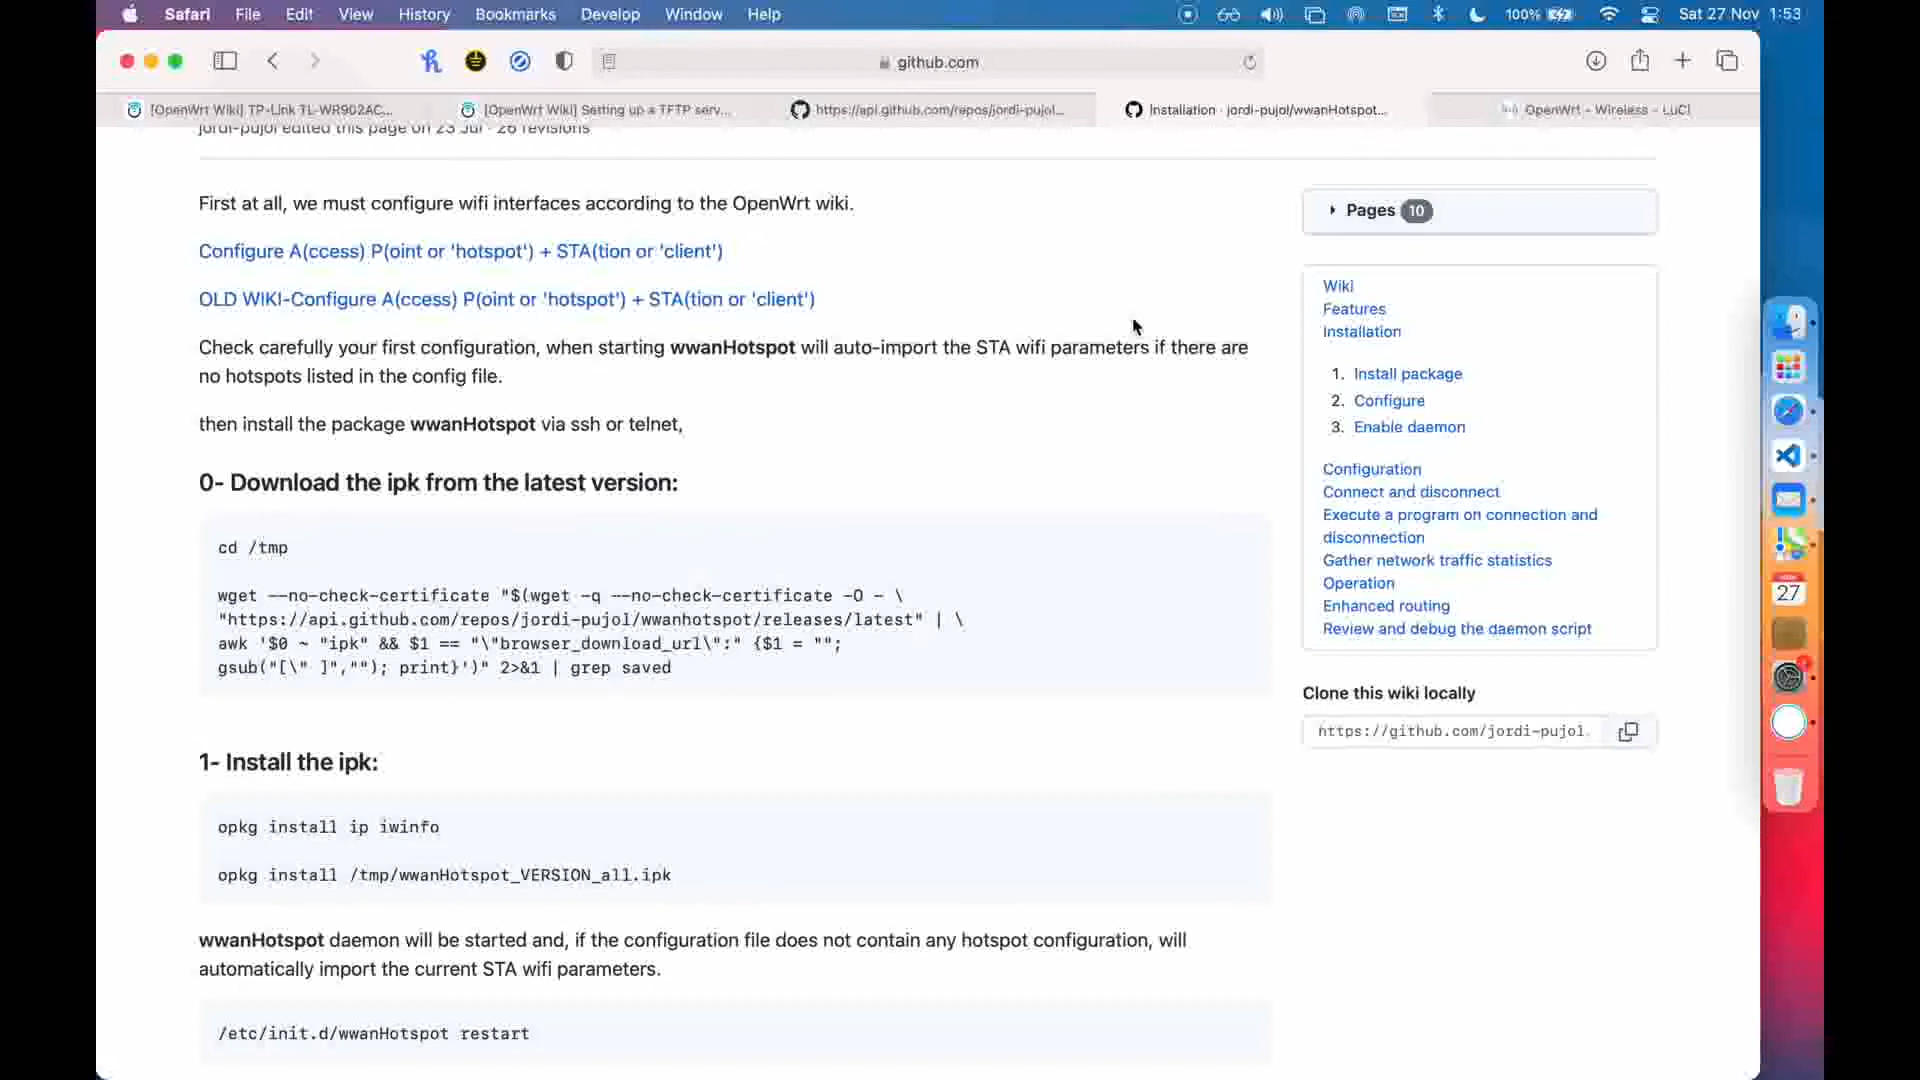 Safari File Edit View History Bookmarks Develop Window Help 100% Sat 27 Nov 1:53
github.com
[OpenWrt Wiki] TP-Link TL-WR902AC... [OpenWrt Wiki] Setting up a TFTP serv... https://api.github.com/repos/jordi-pujol... Installation · jordi-pujol/wwanHotspot... OpenWrt - Wireless - LuCI
jordi-pujol edited this page on 23 Jul · 26 revisions
First at all, we must configure wifi interfaces according to the OpenWrt wiki.
Configure A(ccess) P(oint or 'hotspot') + STA(tion or 'client')
OLD WIKI-Configure A(ccess) P(oint or 'hotspot') + STA(tion or 'client')
Check carefully your first configuration, when starting wwanHotspot will auto-import the STA wifi parameters if there are
no hotspots listed in the config file.
then install the package wwanHotspot via ssh or telnet,
0- Download the ipk from the latest version:
cd /tmp
wget --no-check-certificate "$(wget -q --no-check-certificate -O - \
"https://api.github.com/repos/jordi-pujol/wwanhotspot/releases/latest" | \
awk '$0 ~ "ipk" && $1 == "\"browser_download_url\":" {$1 = "";
gsub("[\" ]",""); print}')" 2>&1 | grep saved
1- Install the ipk:
opkg install ip iwinfo
opkg install /tmp/wwanHotspot_VERSION_all.ipk
wwanHotspot daemon will be started and, if the configuration file does not contain any hotspot configuration, will
automatically import the current STA wifi parameters.
/etc/init.d/wwanHotspot restart
Pages 10
Wiki
Features
Installation
1. Install package
2. Configure
3. Enable daemon
Configuration
Connect and disconnect
Execute a program on connection and
disconnection
Gather network traffic statistics
Operation
Enhanced routing
Review and debug the daemon script
Clone this wiki locally
https://github.com/jordi-pujol.
27